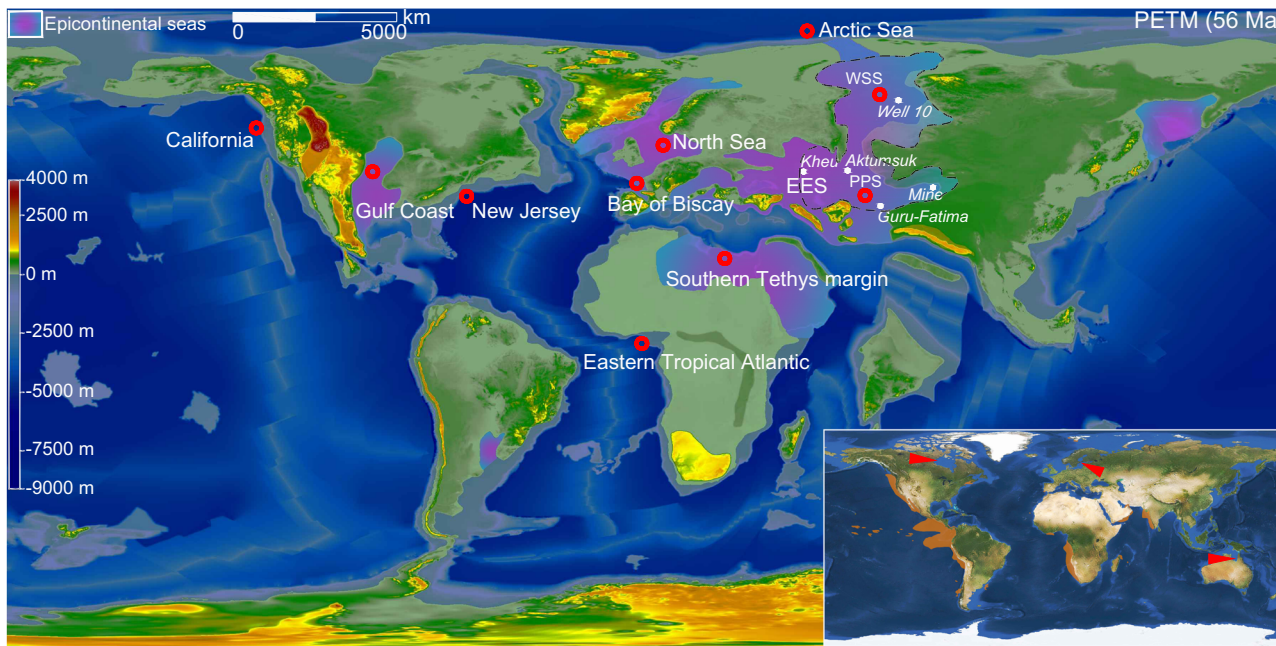 Epicontinental seas
0
5000
km
PETM (56 Ma
Arctic Sea
WSS
Well 10
California
North Sea
Kheu
Aktumsuk
EES
PPS
Mine
Guru-Fatima
Gulf Coast
New Jersey
Bay of Biscay
Southern Tethys margin
Eastern Tropical Atlantic
4000 m
2500 m
0 m
-2500 m
-5000 m
-7500 m
-9000 m